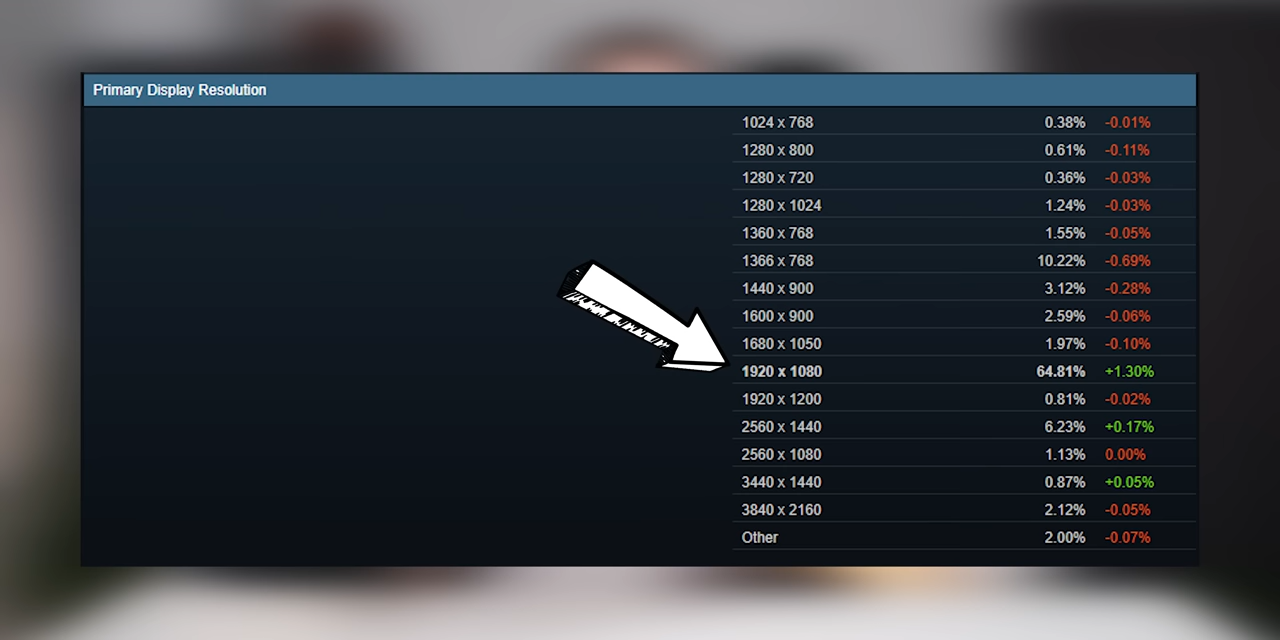 Primary Display Resolution
1024 x 768 0.38% -0.01%
1280 x 800 0.61% -0.11%
1280 x 720 0.36% -0.03%
1280 x 1024 1.24% -0.03%
1360 x 768 1.55% -0.05%
1366 x 768 10.22% -0.69%
1440 x 900 3.12% -0.28%
1600 x 900 2.59% -0.06%
1680 x 1050 1.97% -0.10%
1920 x 1080 64.81% +1.30%
1920 x 1200 0.81% -0.02%
2560 x 1440 6.23% +0.17%
2560 x 1080 1.13% 0.00%
3440 x 1440 0.87% +0.05%
3840 x 2160 2.12% -0.05%
Other 2.00% -0.07%